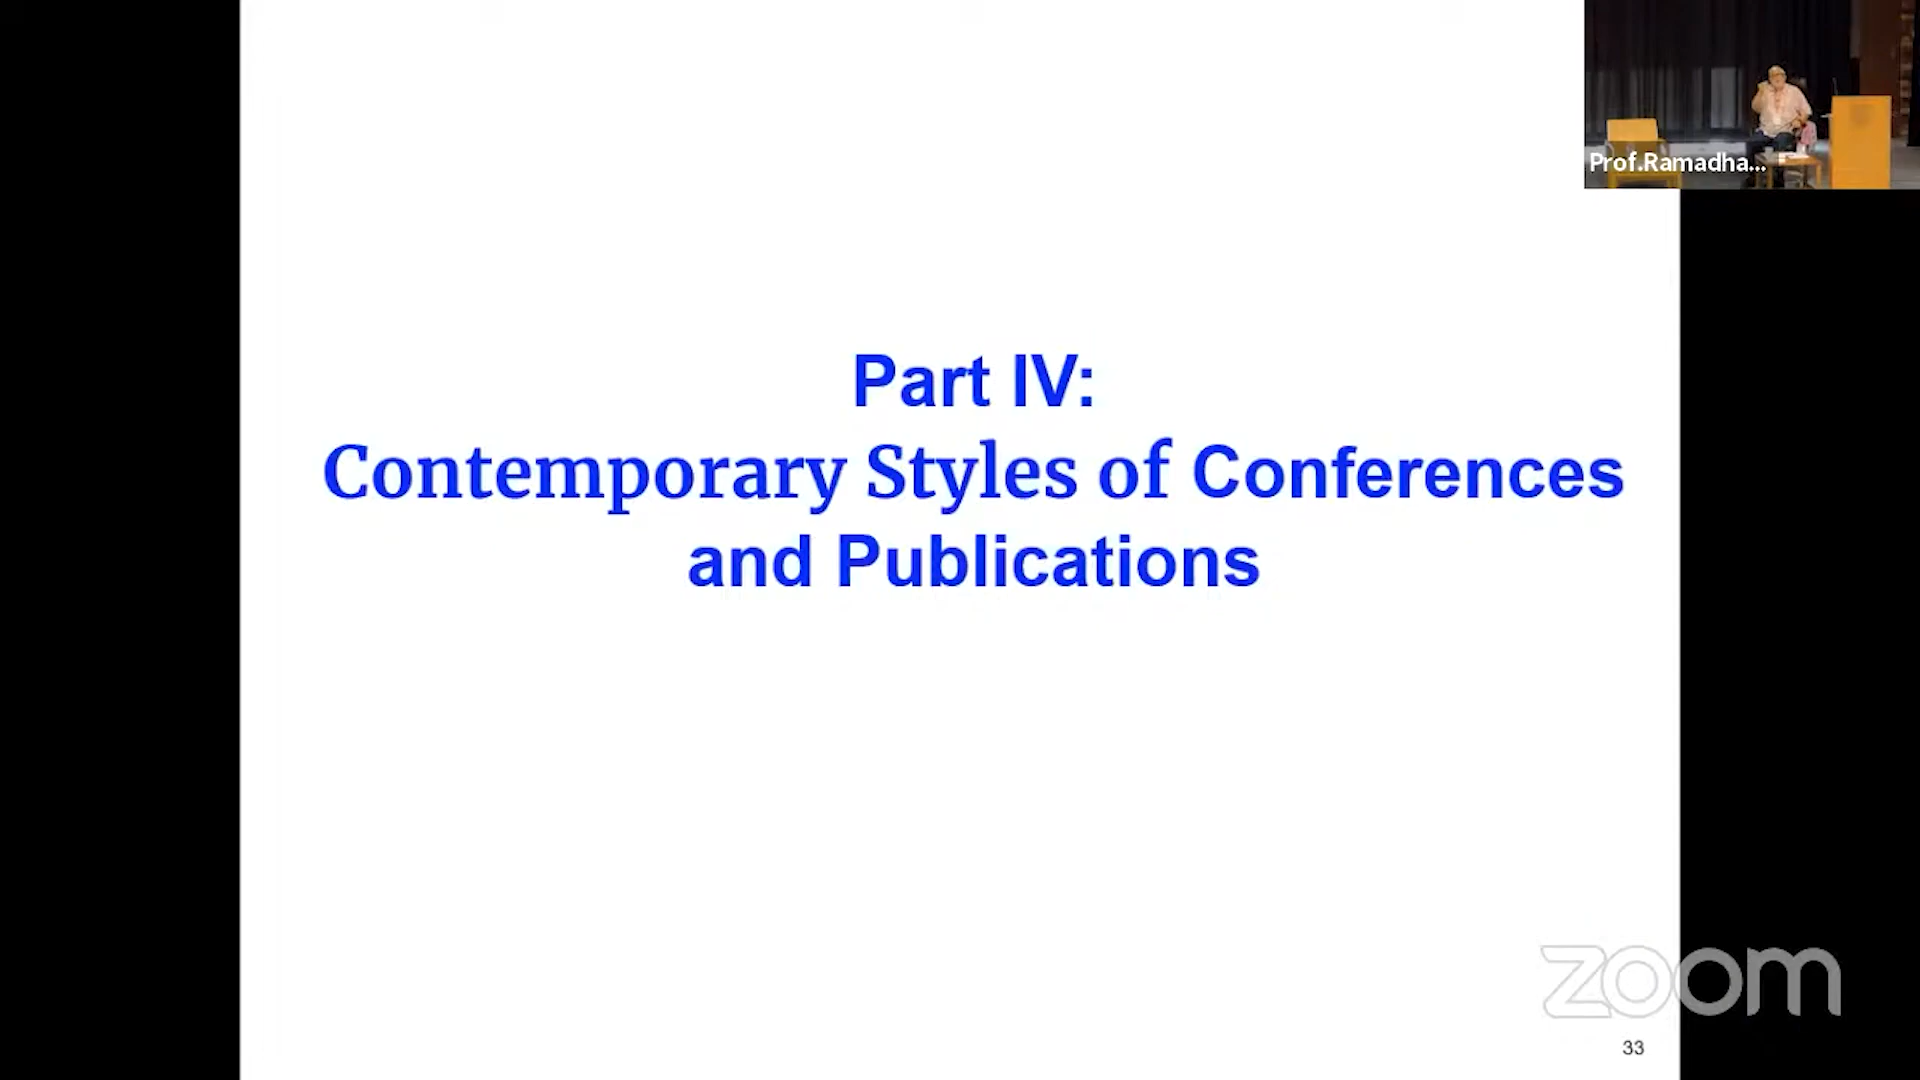 Prof.Ramadha...
Part IV:
Contemporary Styles of Conferences
and Publications
zoom
33